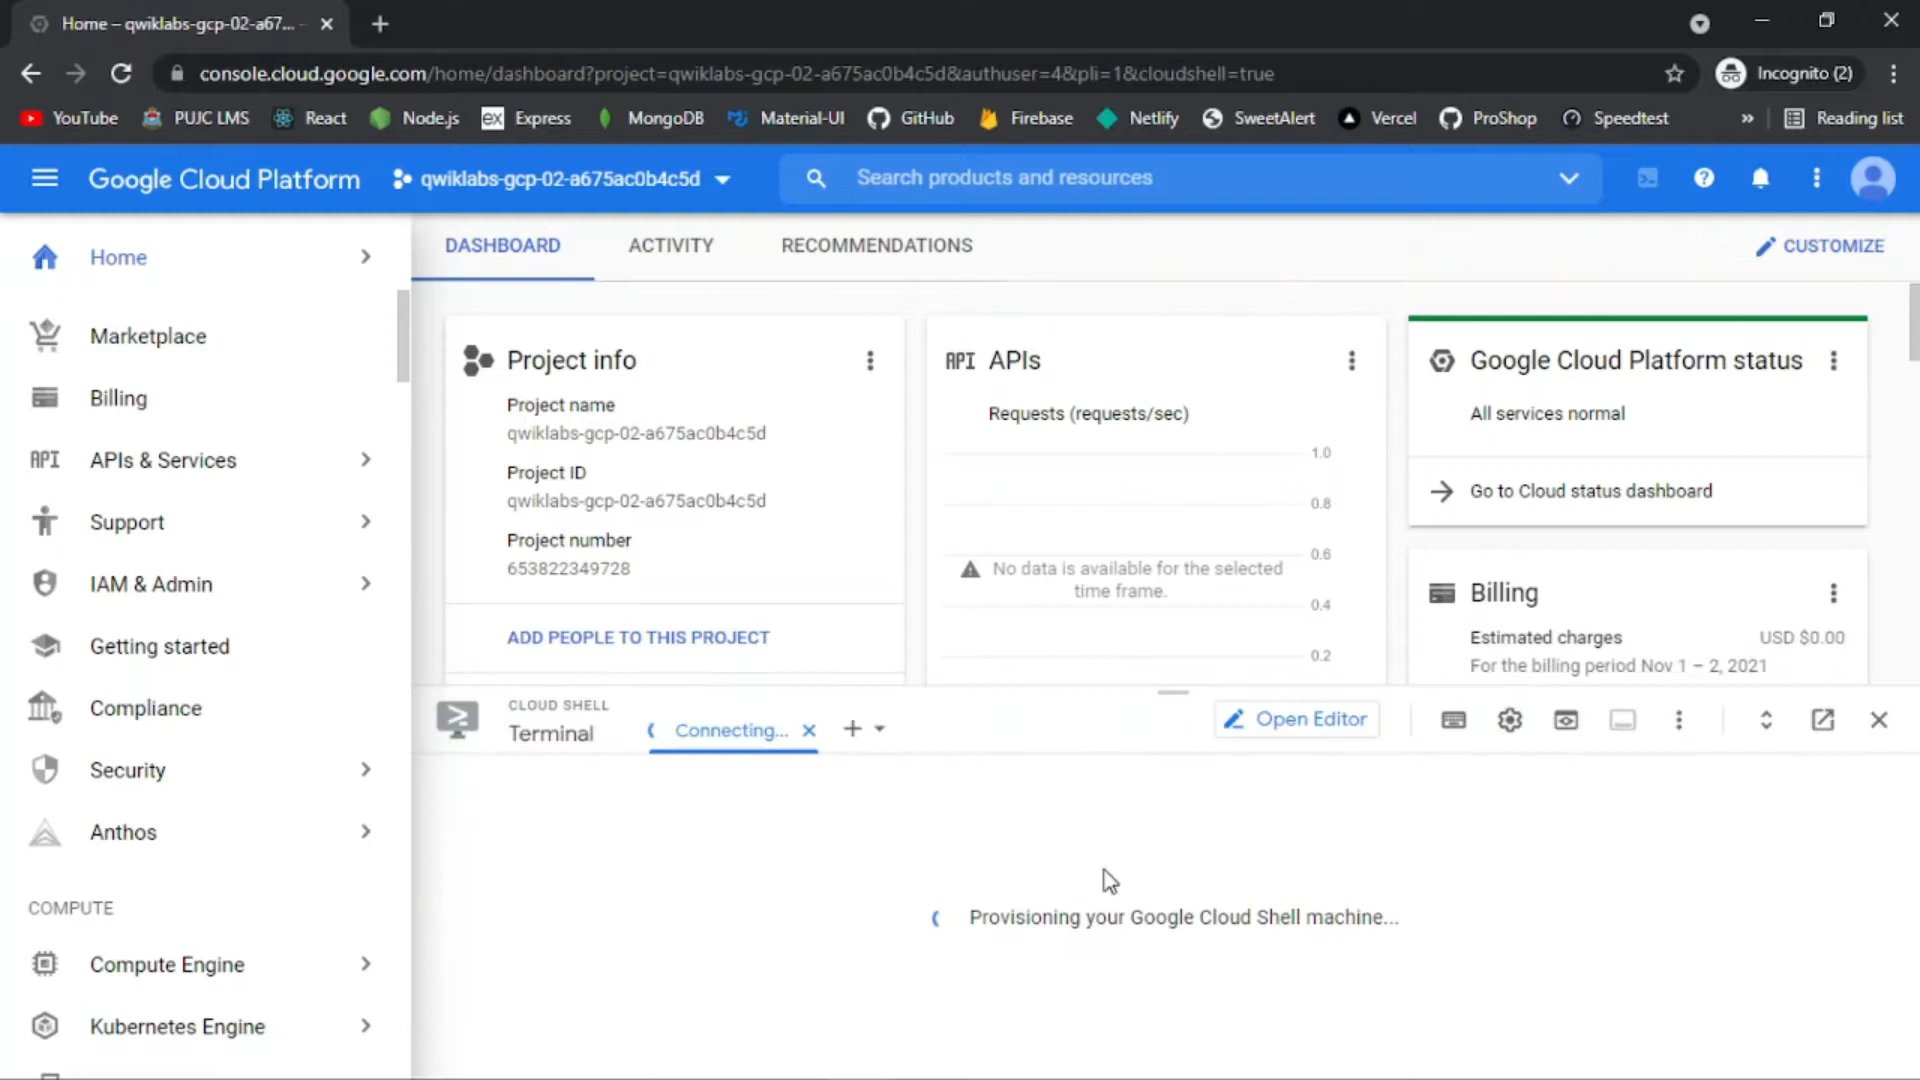 Home – qwiklabs-gcp-02-a67...
console.cloud.google.com/home/dashboard?project=qwiklabs-gcp-02-a675ac0b4c5d&authuser=4&pli=1&cloudshell=true
Incognito (2)
YouTube
PUJC LMS
React
Node.js
ex
Express
MongoDB
Material-UI
GitHub
Firebase
Netlify
SweetAlert
Vercel
ProShop
Speedtest
»
Reading list
Google Cloud Platform
qwiklabs-gcp-02-a675ac0b4c5d
Search products and resources
Home
Marketplace
Billing
API
APIs & Services
Support
IAM & Admin
Getting started
Compliance
Security
Anthos
COMPUTE
Compute Engine
Kubernetes Engine
DASHBOARD
ACTIVITY
RECOMMENDATIONS
CUSTOMIZE
Project info
Project name
qwiklabs-gcp-02-a675ac0b4c5d
Project ID
qwiklabs-gcp-02-a675ac0b4c5d
Project number
653822349728
ADD PEOPLE TO THIS PROJECT
API APIs
Requests (requests/sec)
1.0
0.8
0.6
No data is available for the selected
time frame.
0.4
0.2
Google Cloud Platform status
All services normal
Go to Cloud status dashboard
Billing
Estimated charges
USD $0.00
For the billing period Nov 1 – 2, 2021
CLOUD SHELL
Terminal
Connecting...
Open Editor
Provisioning your Google Cloud Shell machine...